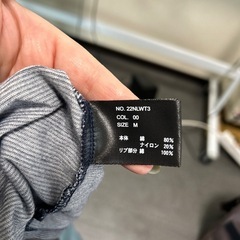 NO. 22NLWT3
COL. 00
SIZE M
本体 綿 80%
ナイロン 20%
リブ部分 綿 100%